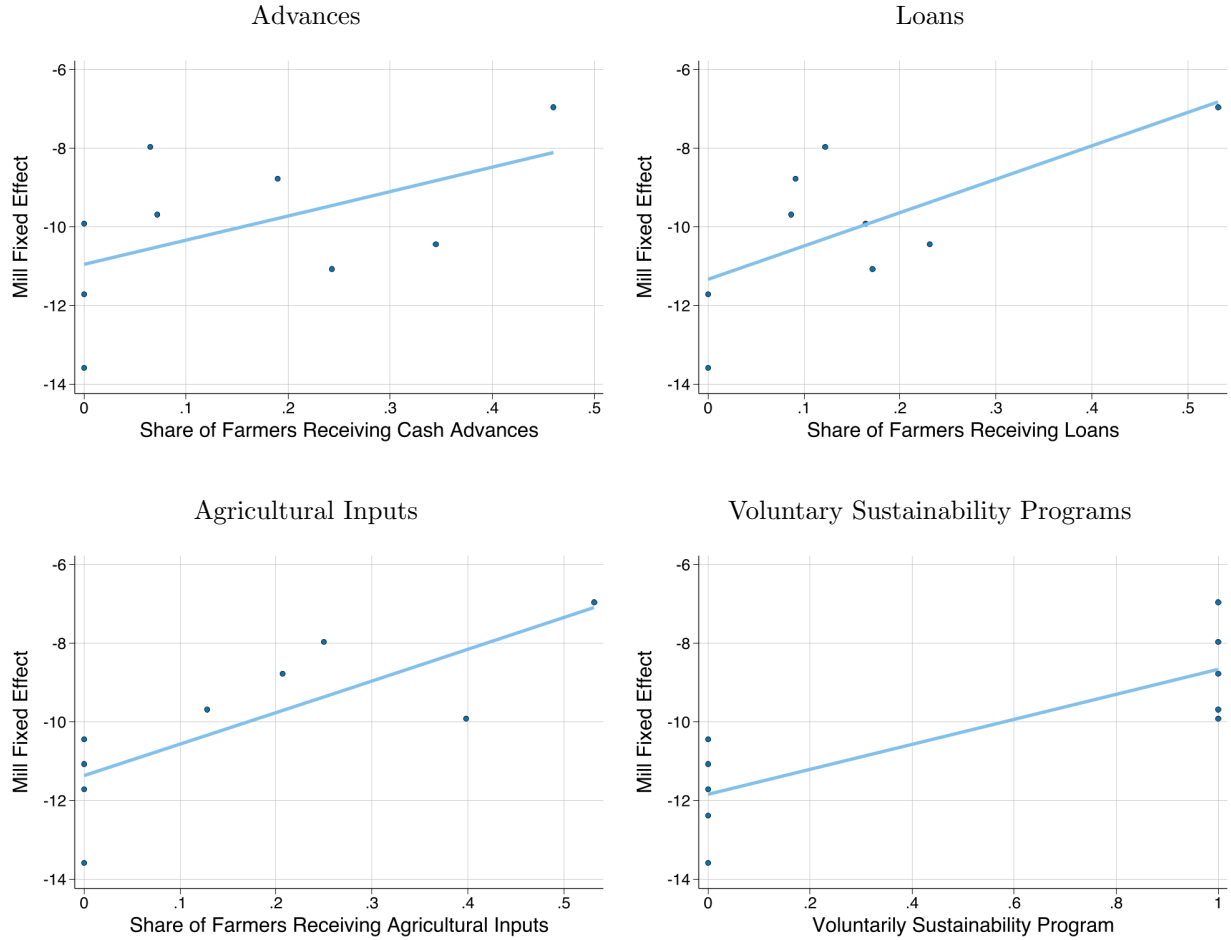 Advances
Loans
-6
-8
-10
-12
-14
Mill Fixed Effect
0 .1 .2 .3 .4 .5
Share of Farmers Receiving Cash Advances
-6
-8
-10
-12
-14
Mill Fixed Effect
0 .1 .2 .3 .4 .5
Share of Farmers Receiving Loans
Agricultural Inputs
Voluntary Sustainability Programs
-6
-8
-10
-12
-14
Mill Fixed Effect
0 .1 .2 .3 .4 .5
Share of Farmers Receiving Agricultural Inputs
-6
-8
-10
-12
-14
Mill Fixed Effect
0 .2 .4 .6 .8 1
Voluntarily Sustainability Program